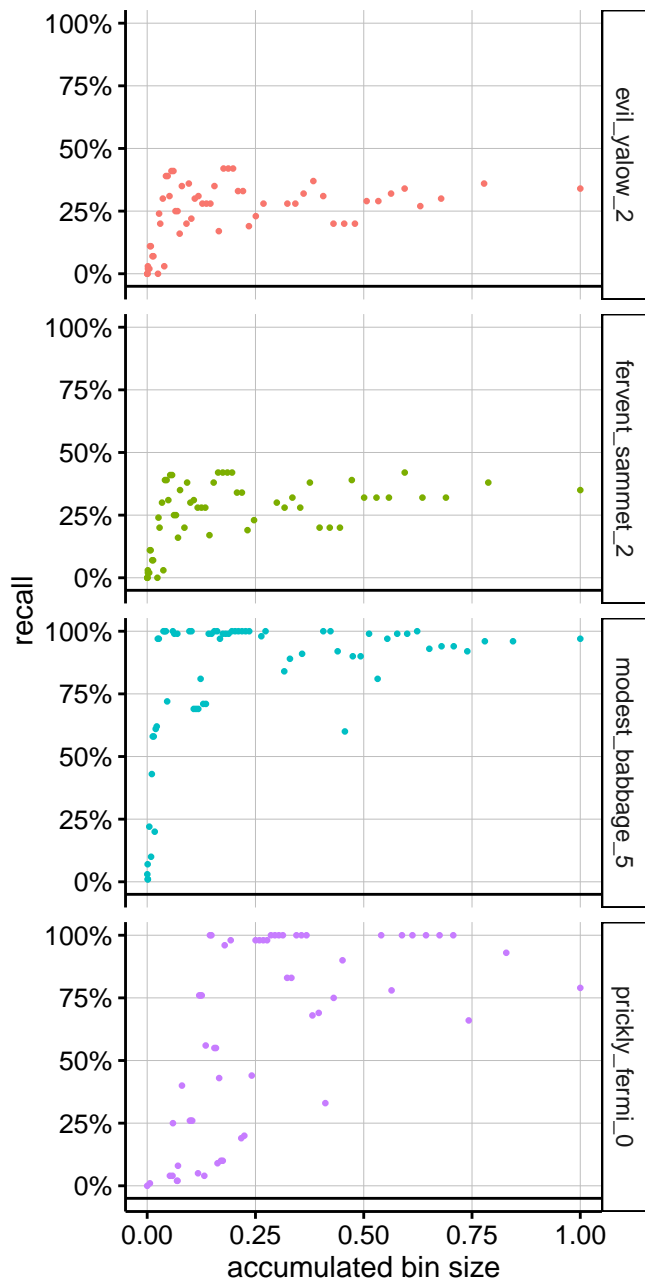 100%
75%
50%
25%
0%
evil_yalow_2
100%
75%
50%
25%
0%
fervent_sammet_2
recall
100%
75%
50%
25%
0%
modest_babbage_5
100%
75%
50%
25%
0%
prickly_fermi_0
0.00 0.25 0.50 0.75 1.00
accumulated bin size